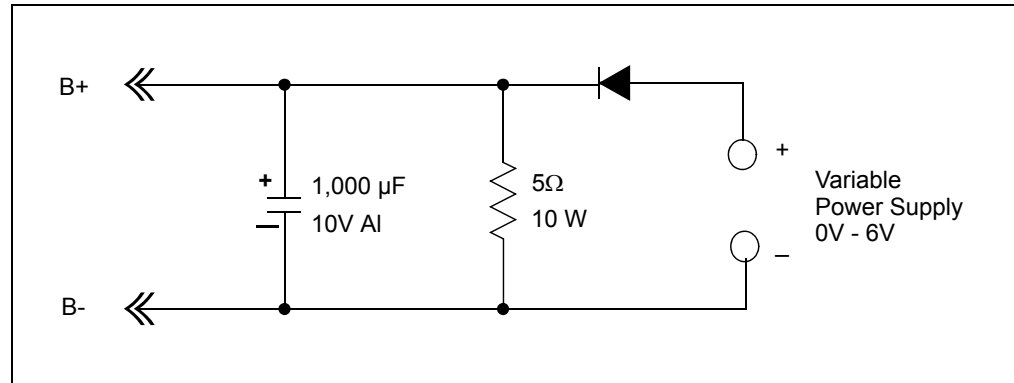 B+
+
1,000 µF
10V Al
–
5Ω
10 W
+
–
Variable
Power Supply
0V - 6V
B-